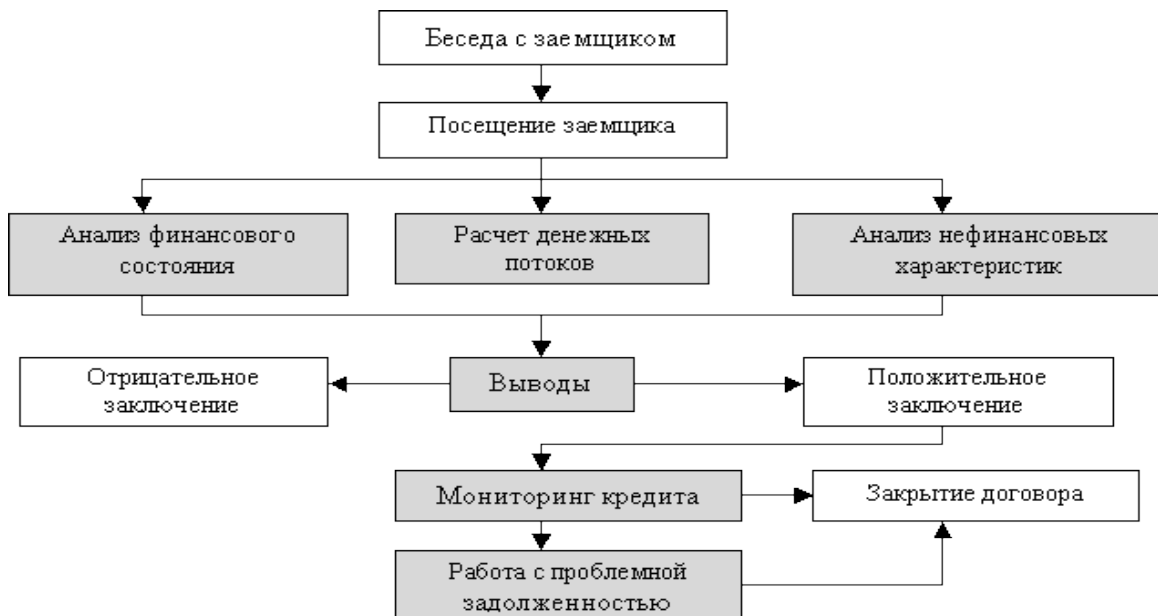 Беседа с заемщиком
Посещение заемщика
Анализ финансового
состояния
Расчет денежных
потоков
Анализ нефинансовых
характеристик
Отрицательное
заключение
Выводы
Положительное
заключение
Мониторинг кредита
Закрытие договора
Работа с проблемной
задолженностью